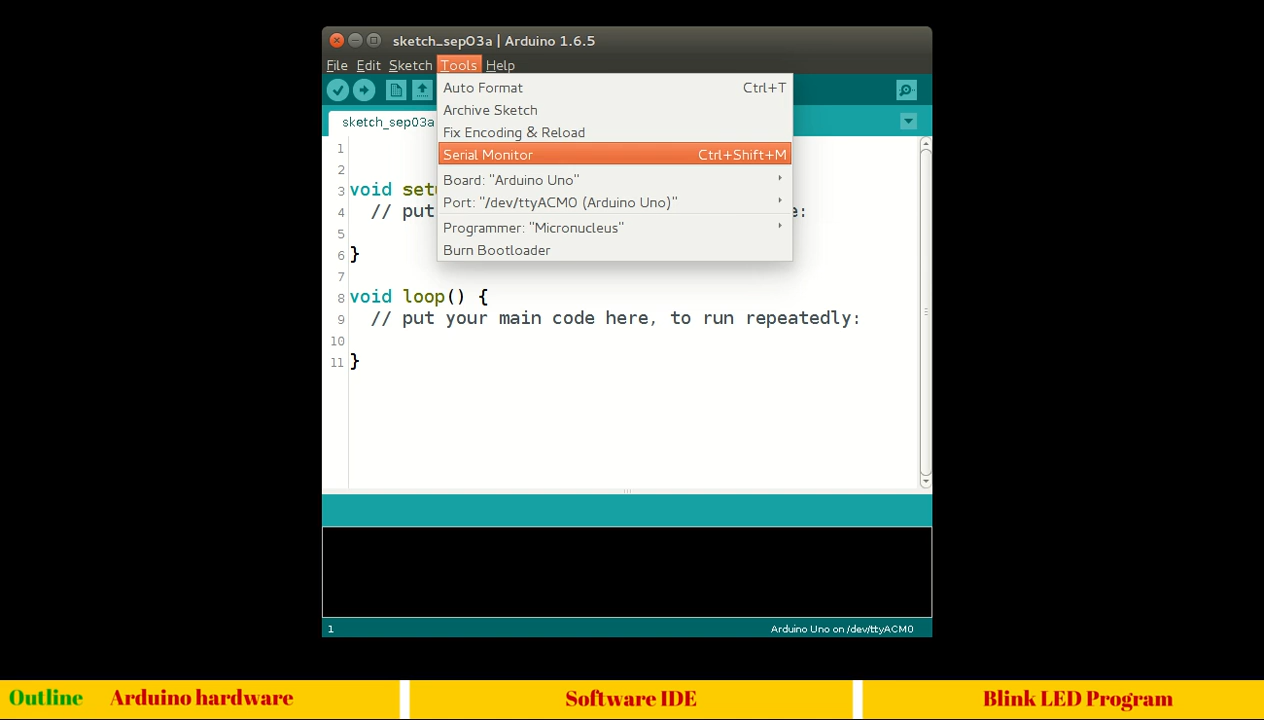 sketch_sep03a | Arduino 1.6.5
File Edit Sketch Tools Help
Auto Format Ctrl+T
Archive Sketch
sketch_sep03a
Fix Encoding & Reload
Serial Monitor Ctrl+Shift+M
Board: "Arduino Uno"
Port: "/dev/ttyACM0 (Arduino Uno)"
Programmer: "Micronucleus"
Burn Bootloader
1
2
3 void setu
4 // put e:
5
6 }
7
8 void loop() {
9 // put your main code here, to run repeatedly:
10
11 }
1 Arduino Uno on /dev/ttyACM0
Outline Arduino hardware Software IDE Blink LED Program